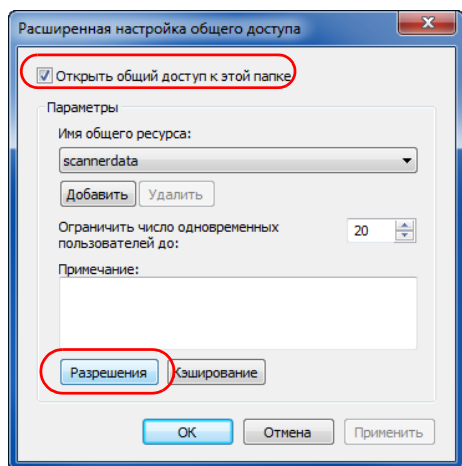 Расширенная настройка общего доступа
Открыть общий доступ к этой папке
Параметры
Имя общего ресурса:
scannerdata
Добавить Удалить
Ограничить число одновременных 20
пользователей до:
Примечание:
Разрешения Кэширование
ОК Отмена Применить